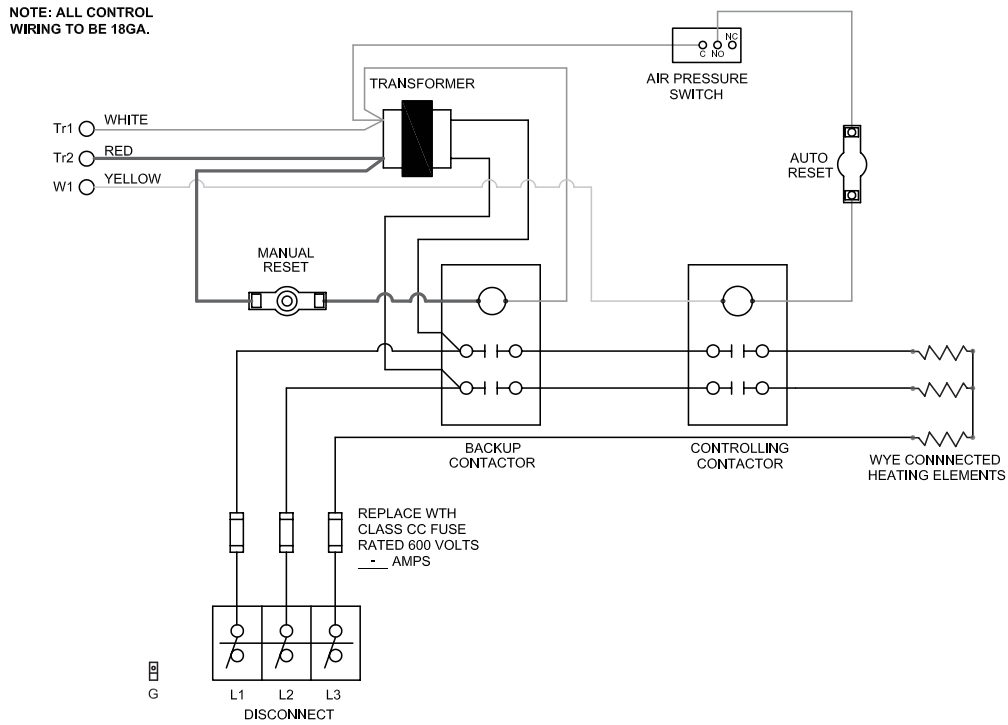 NOTE: ALL CONTROL
WIRING TO BE 18GA.
NC
C NO
AIR PRESSURE
SWITCH
TRANSFORMER
Tr1 WHITE
Tr2 RED
W1 YELLOW
AUTO
RESET
MANUAL
RESET
BACKUP
CONTACTOR
CONTROLLING
CONTACTOR
WYE CONNNECTED
HEATING ELEMENTS
REPLACE WTH
CLASS CC FUSE
RATED 600 VOLTS
- AMPS
G
L1 L2 L3
DISCONNECT